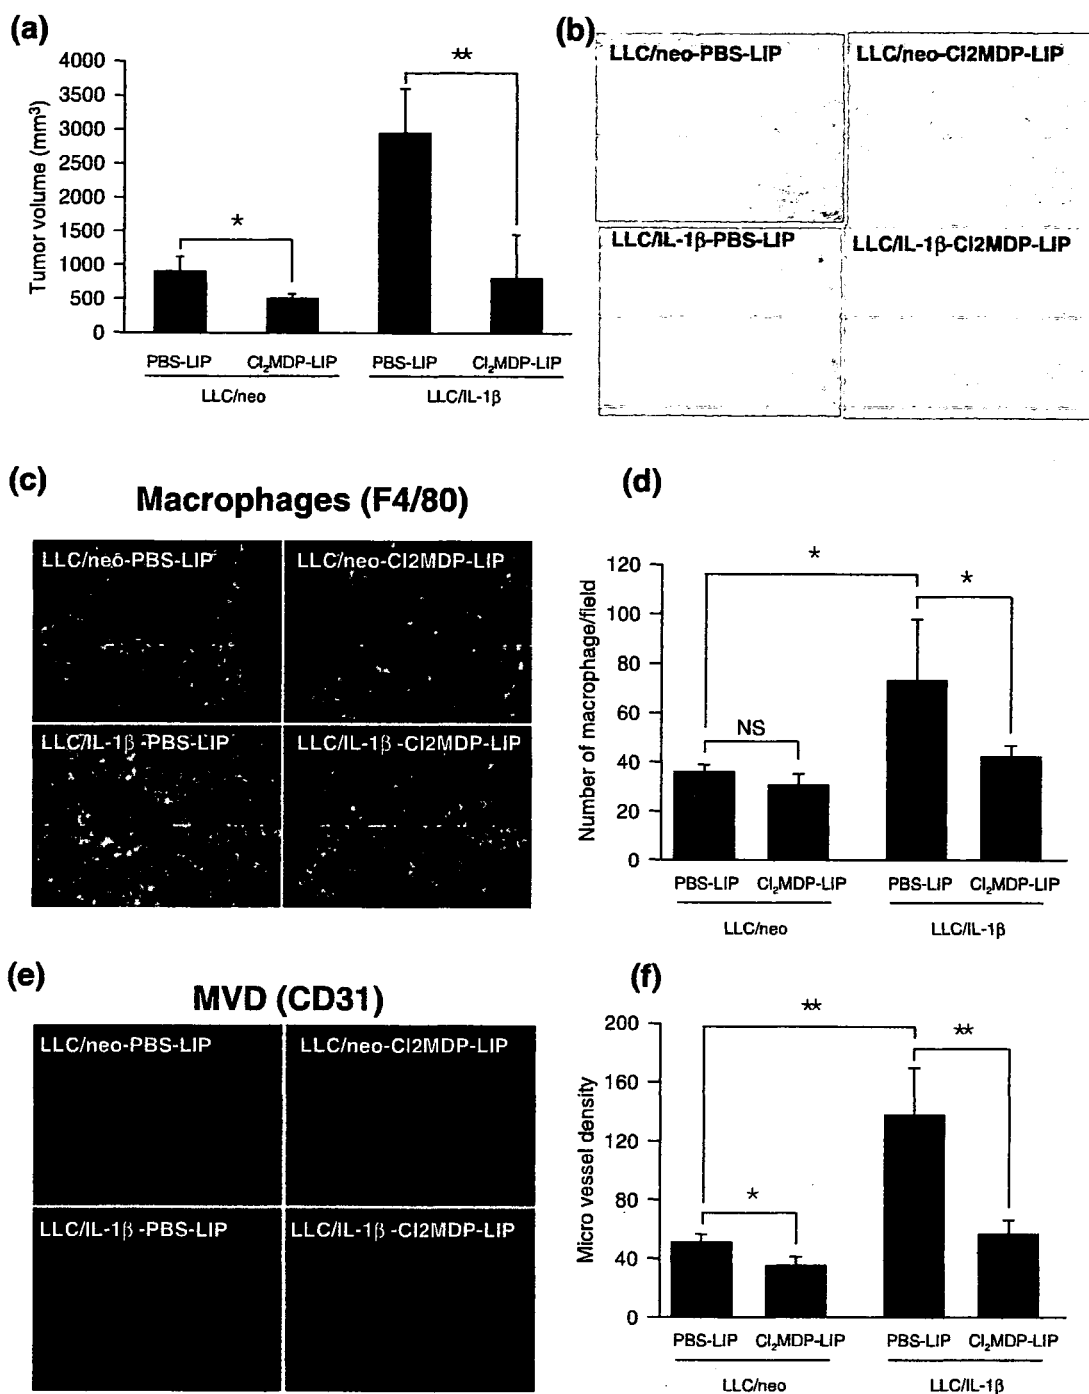 (a)
Tumor volume (mm³)
4000
3500
3000
2500
2000
1500
1000
500
0
*
**
PBS-LIP Cl₂MDP-LIP PBS-LIP Cl₂MDP-LIP
LLC/neo LLC/IL-1β
(b)
LLC/neo-PBS-LIP LLC/neo-Cl2MDP-LIP
LLC/IL-1β-PBS-LIP LLC/IL-1β-Cl2MDP-LIP
(c)
Macrophages (F4/80)
LLC/neo-PBS-LIP LLC/neo-Cl2MDP-LIP
LLC/IL-1β-PBS-LIP LLC/IL-1β-Cl2MDP-LIP
(d)
Number of macrophage/field
120
100
80
60
40
20
0
NS
*
*
PBS-LIP Cl₂MDP-LIP PBS-LIP Cl₂MDP-LIP
LLC/neo LLC/IL-1β
(e)
MVD (CD31)
LLC/neo-PBS-LIP LLC/neo-Cl2MDP-LIP
LLC/IL-1β-PBS-LIP LLC/IL-1β-Cl2MDP-LIP
(f)
Micro vessel density
200
160
120
80
40
0
*
**
**
PBS-LIP Cl₂MDP-LIP PBS-LIP Cl₂MDP-LIP
LLC/neo LLC/IL-1β